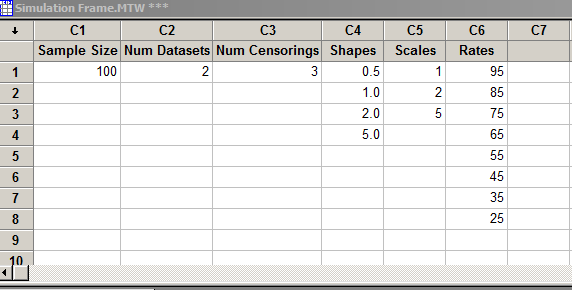 Simulation Frame.MTW ***
C1 C2 C3 C4 C5 C6 C7
Sample Size Num Datasets Num Censorings Shapes Scales Rates
1 100 2 3 0.5 1 95
2 1.0 2 85
3 2.0 5 75
4 5.0 65
5 55
6 45
7 35
8 25
9
10